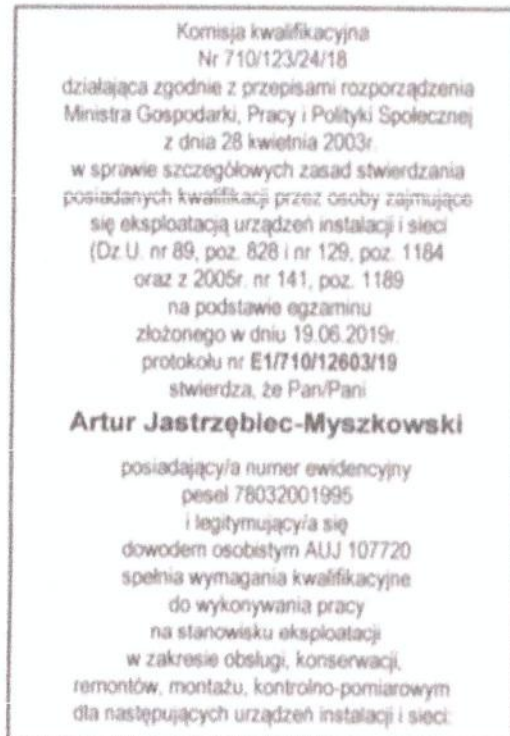 Komisja kwalifikacyjna
Nr 710/123/24/18
działająca zgodnie z przepisami rozporządzenia
Ministra Gospodarki, Pracy i Polityki Społecznej
z dnia 28 kwietnia 2003r.
w sprawie szczegółowych zasad stwierdzania
posiadanych kwalifikacji przez osoby zajmujące
się eksploatacją urządzeń instalacji i sieci
(Dz.U. nr 89, poz. 828 i nr 129, poz. 1184
oraz z 2005r. nr 141, poz. 1189
na podstawie egzaminu
złożonego w dniu 19.06.2019r.
protokołu nr E1/710/12603/19
stwierdza, że Pan/Pani
Artur Jastrzębiec-Myszkowski
posiadający/a numer ewidencyjny
pesel 78032001995
i legitymujący/a się
dowodem osobistym AUJ 107720
spełnia wymagania kwalifikacyjne
do wykonywania pracy
na stanowisku eksploatacji
w zakresie obsługi, konserwacji,
remontów, montażu, kontrolno-pomiarowym
dla następujących urządzeń instalacji i sieci: